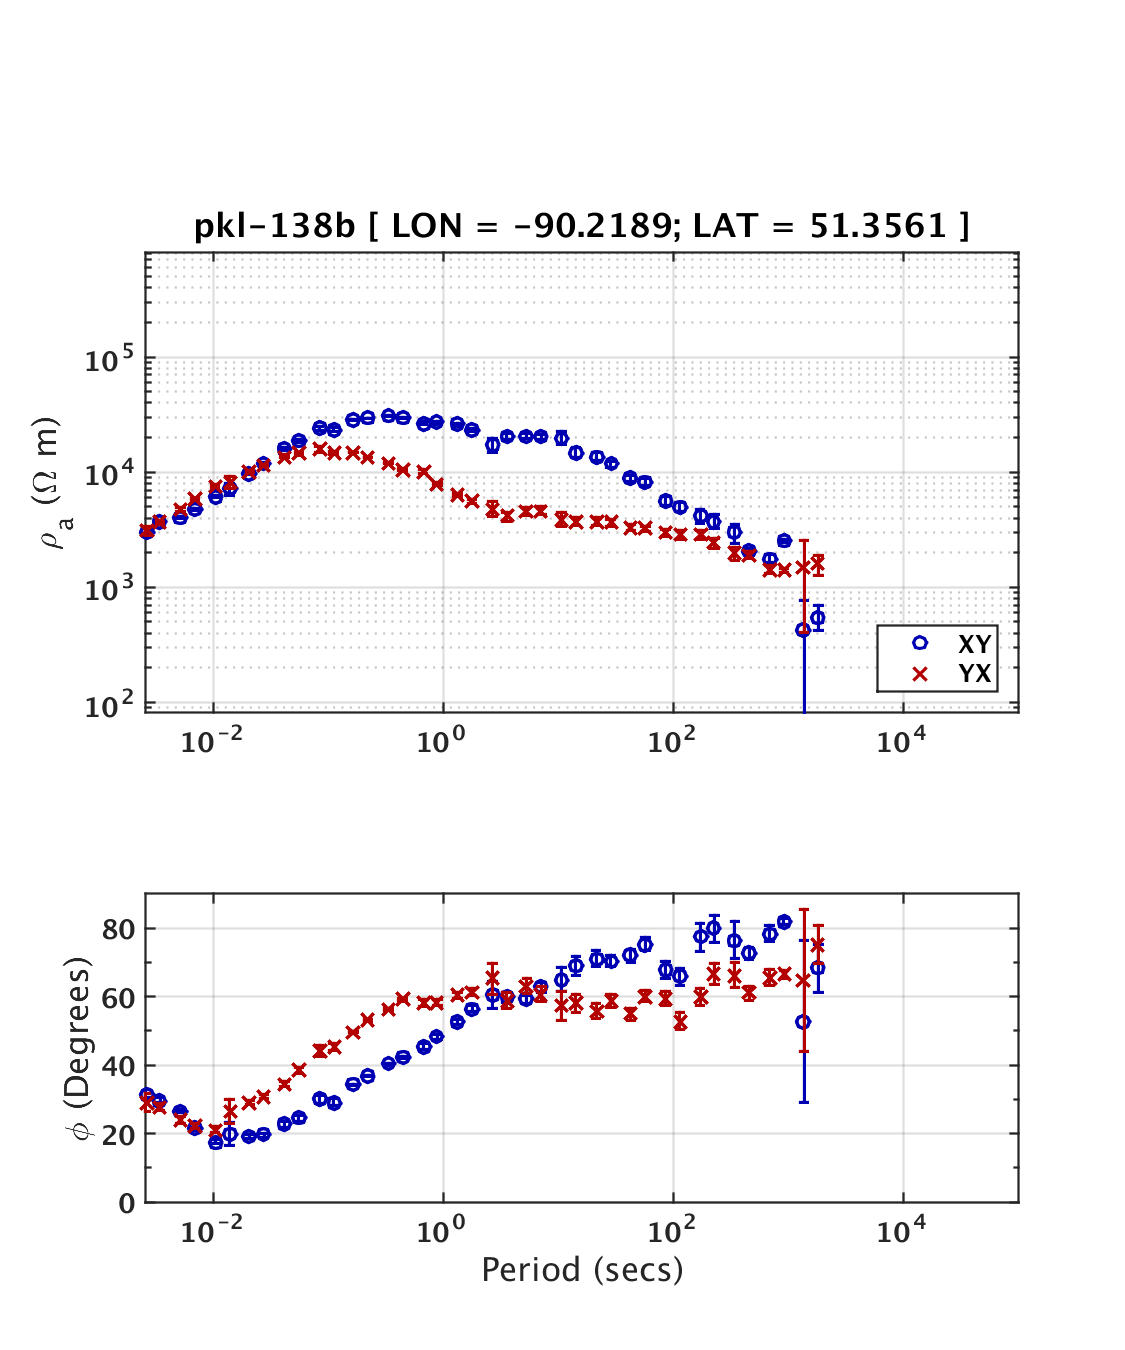 pkl-138b [ LON = -90.2189; LAT = 51.3561 ]
ρa (Ω m)
10^5
10^4
10^3
10^2
XY
YX
10^-2 10^0 10^2 10^4
φ (Degrees)
80
60
40
20
0
10^-2 10^0 10^2 10^4
Period (secs)